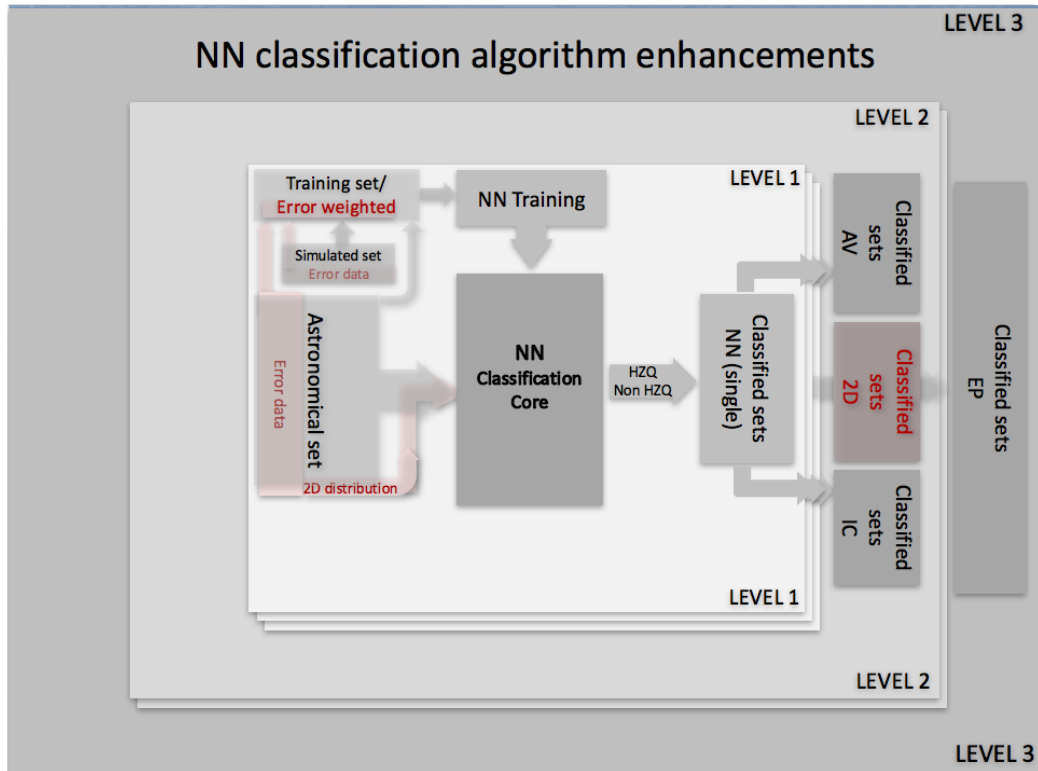 LEVEL 3
NN classification algorithm enhancements
LEVEL 2
LEVEL 1
Training set/
Error weighted
NN Training
Simulated set
Error data
Error data
Astronomical set
2D distribution
NN
Classification
Core
HZQ
Non HZQ
Classified sets
NN (single)
Classified
sets
AV
Classified
sets
2D
Classified
sets
IC
Classified sets
EP
LEVEL 1
LEVEL 2
LEVEL 3